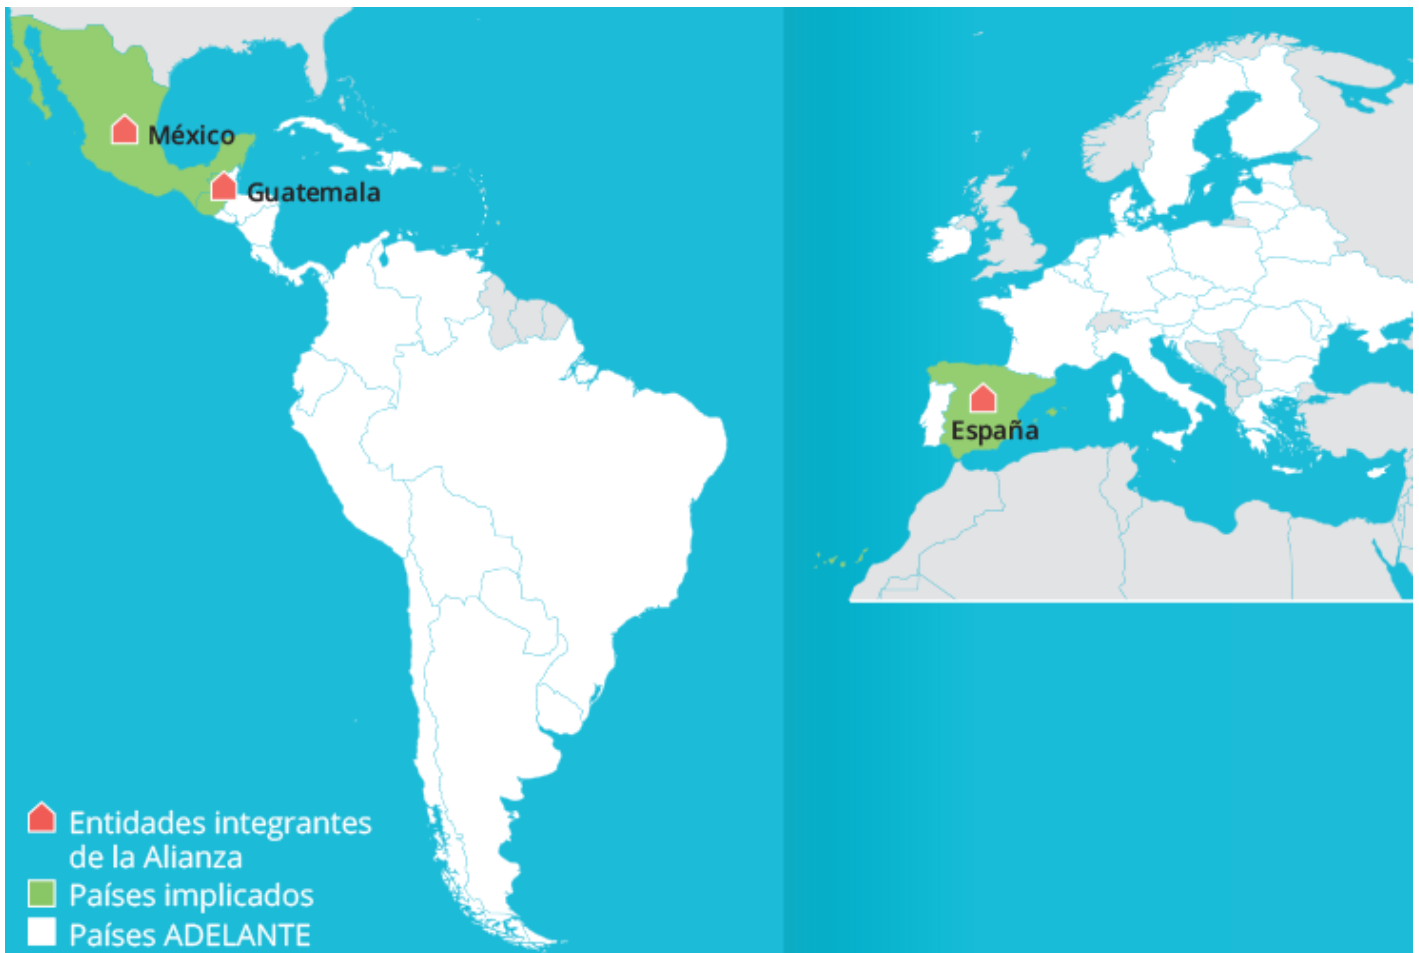 México
Guatemala
España
Entidades integrantes
de la Alianza
Países implicados
Países ADELANTE